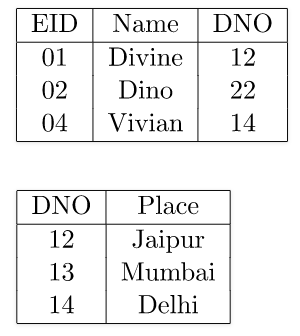 EID Name DNO
01 Divine 12
02 Dino 22
04 Vivian 14
DNO Place
12 Jaipur
13 Mumbai
14 Delhi